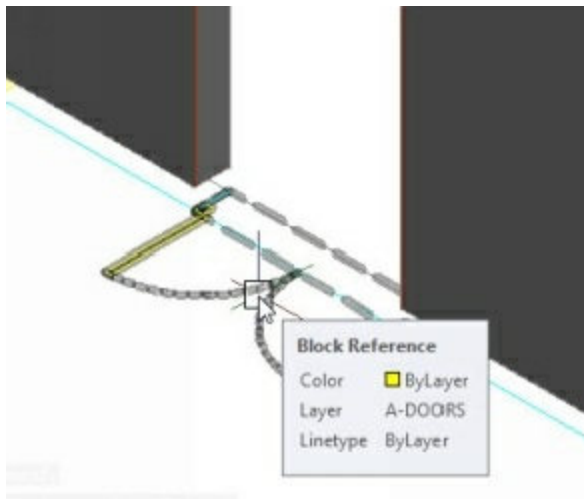 Block Reference
Color ByLayer
Layer A-DOORS
Linetype ByLayer